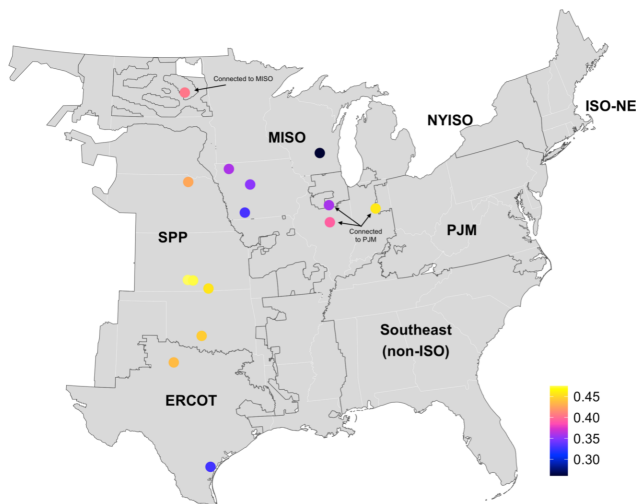 Connected to MISO
ISO-NE
NYISO
MISO
SPP
Connected
to PJM
PJM
Southeast
(non-ISO)
ERCOT
0.45
0.40
0.35
0.30